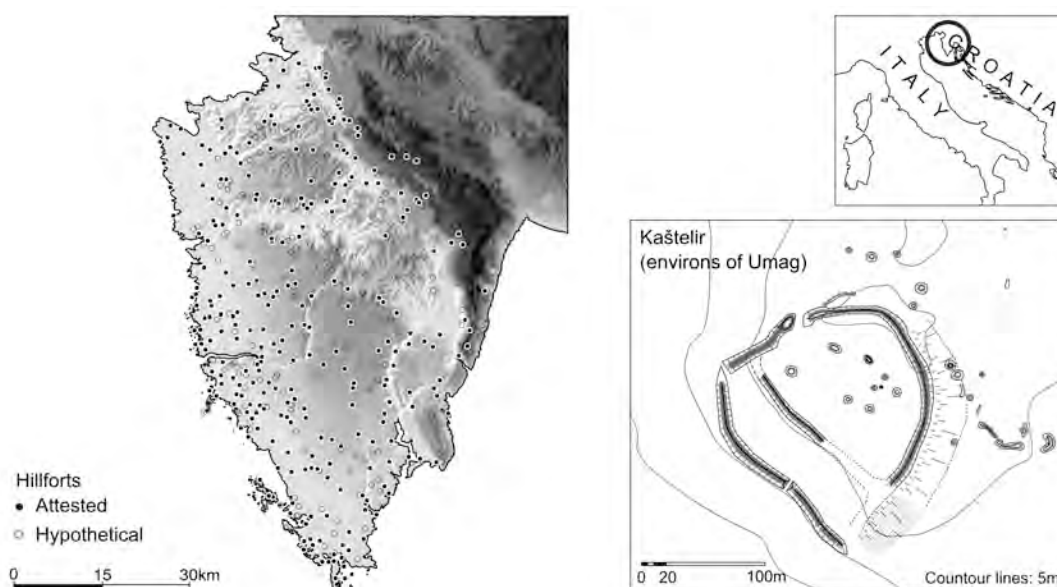 Hillforts
Attested
Hypothetical
0 15 30km
ITALY
CROATIA
Kaštelir
(environs of Umag)
0 20 100m
Countour lines: 5m